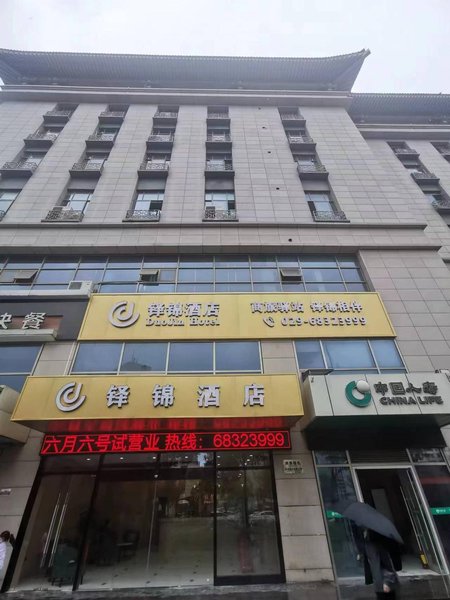 铎锦酒店
DuoJin Hotel
商旅驿站 铎锦相伴
029-68323999
快餐
铎锦酒店
中国人寿
CHINA LIFE
六月六号试营业 热线：68323999